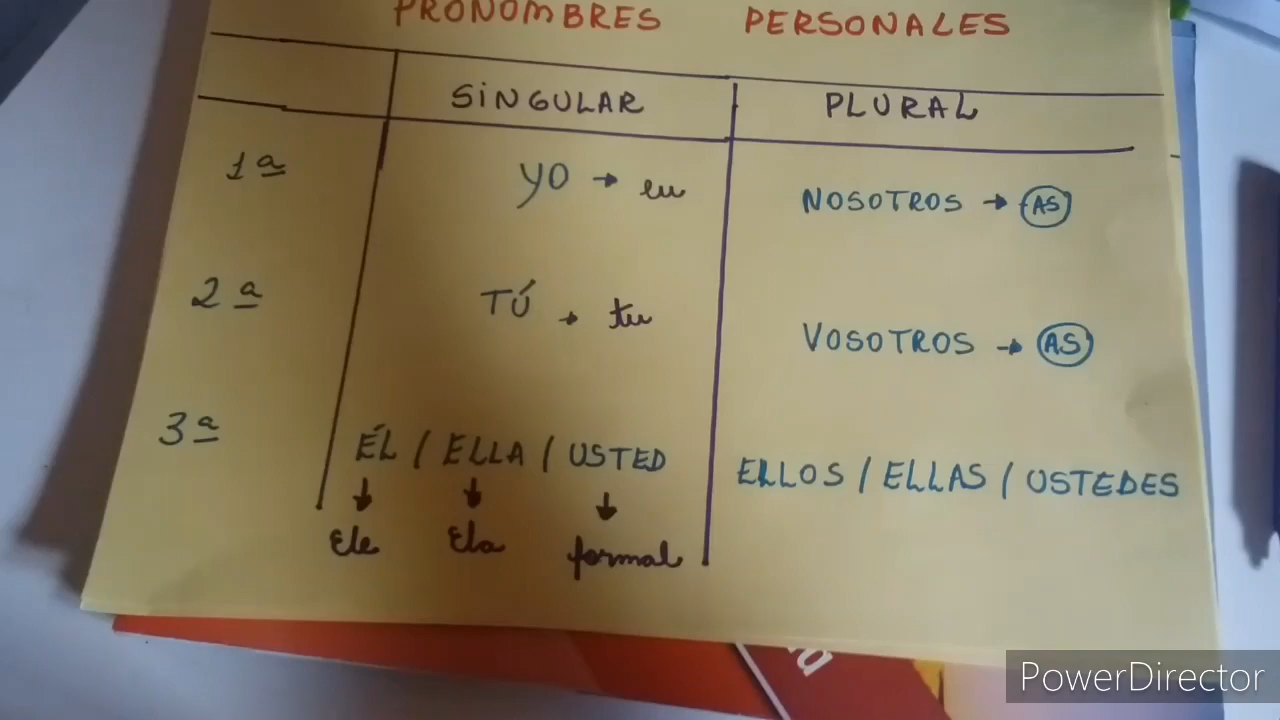 PRONOMBRES PERSONALES
SINGULAR PLURAL
1ª YO → eu NOSOTROS → AS
2ª TÚ → tu VOSOTROS → AS
3ª ÉL / ELLA / USTED ELLOS / ELLAS / USTEDES
Ele Ela formal
PowerDirector